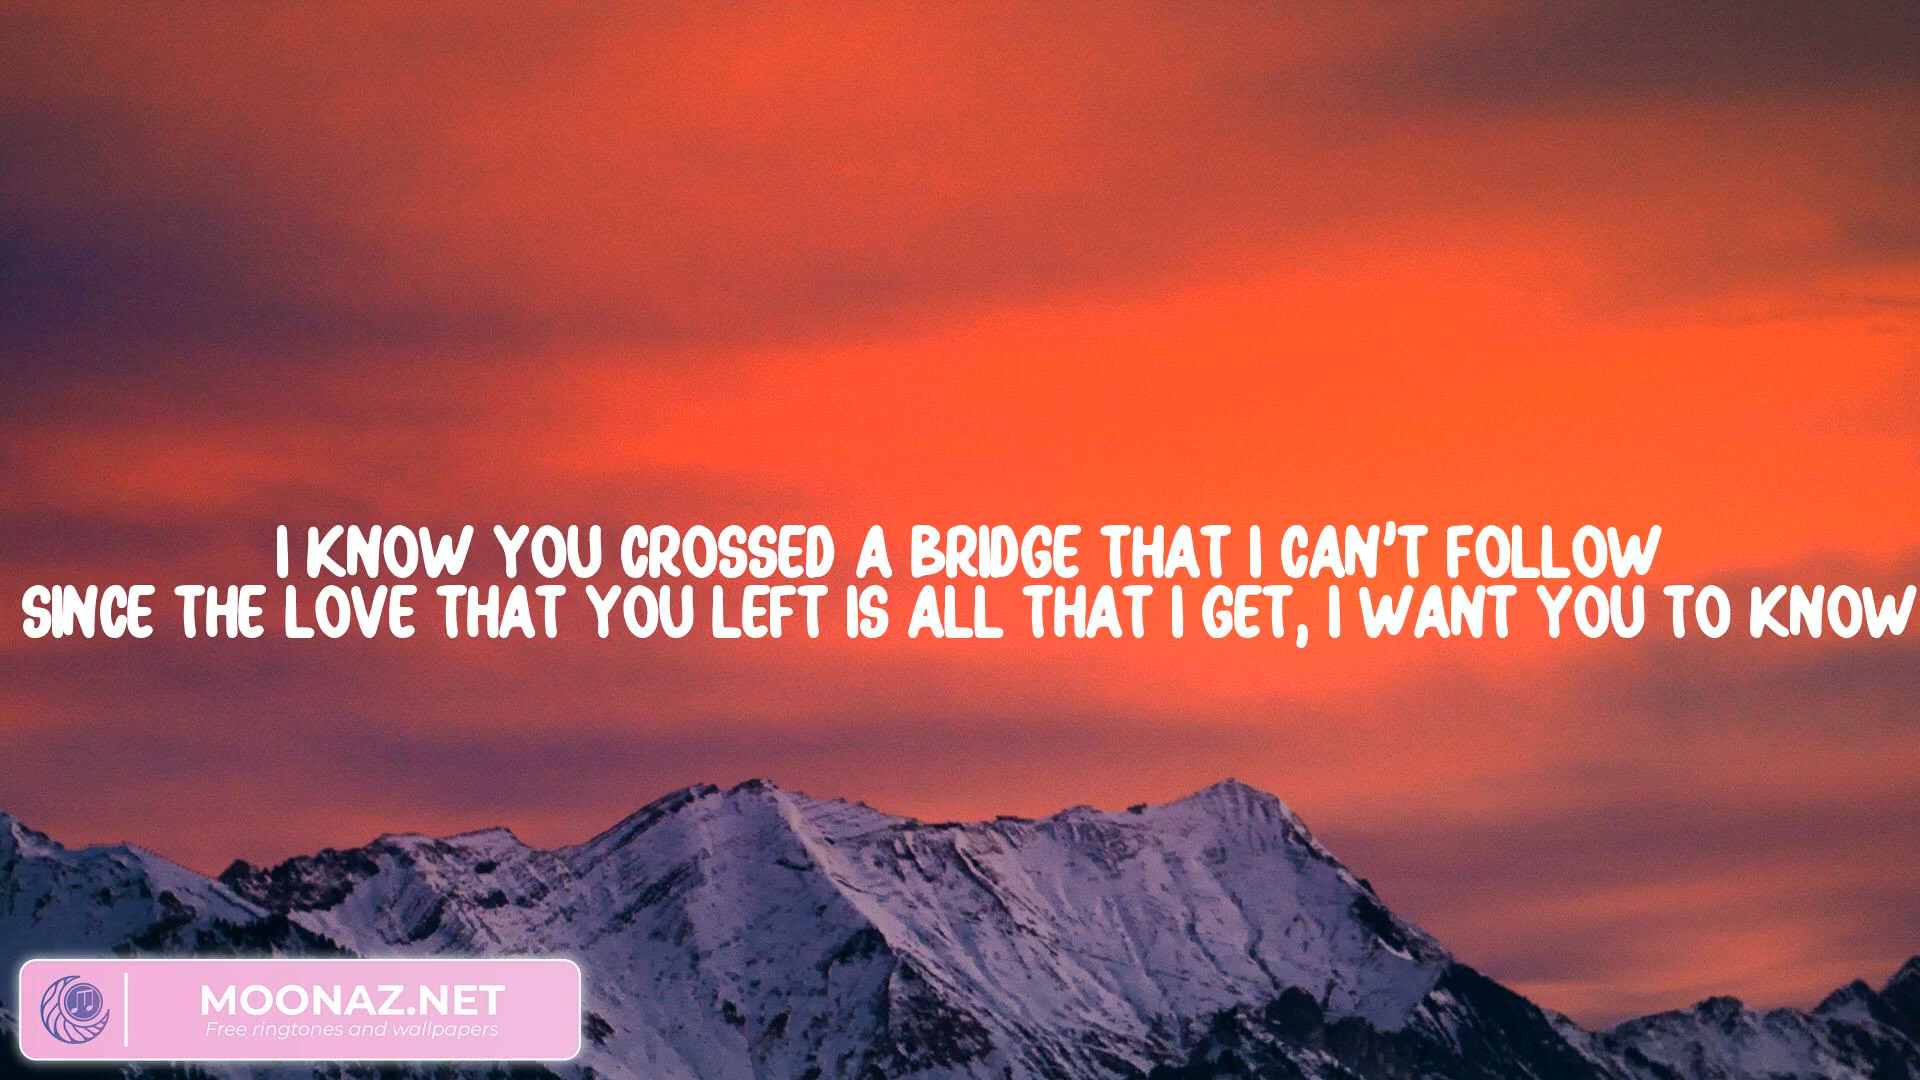 I KNOW YOU CROSSED A BRIDGE THAT I CAN'T FOLLOW
SINCE THE LOVE THAT YOU LEFT IS ALL THAT I GET, I WANT YOU TO KNOW
MOONAZ.NET
Free ringtones and wallpapers